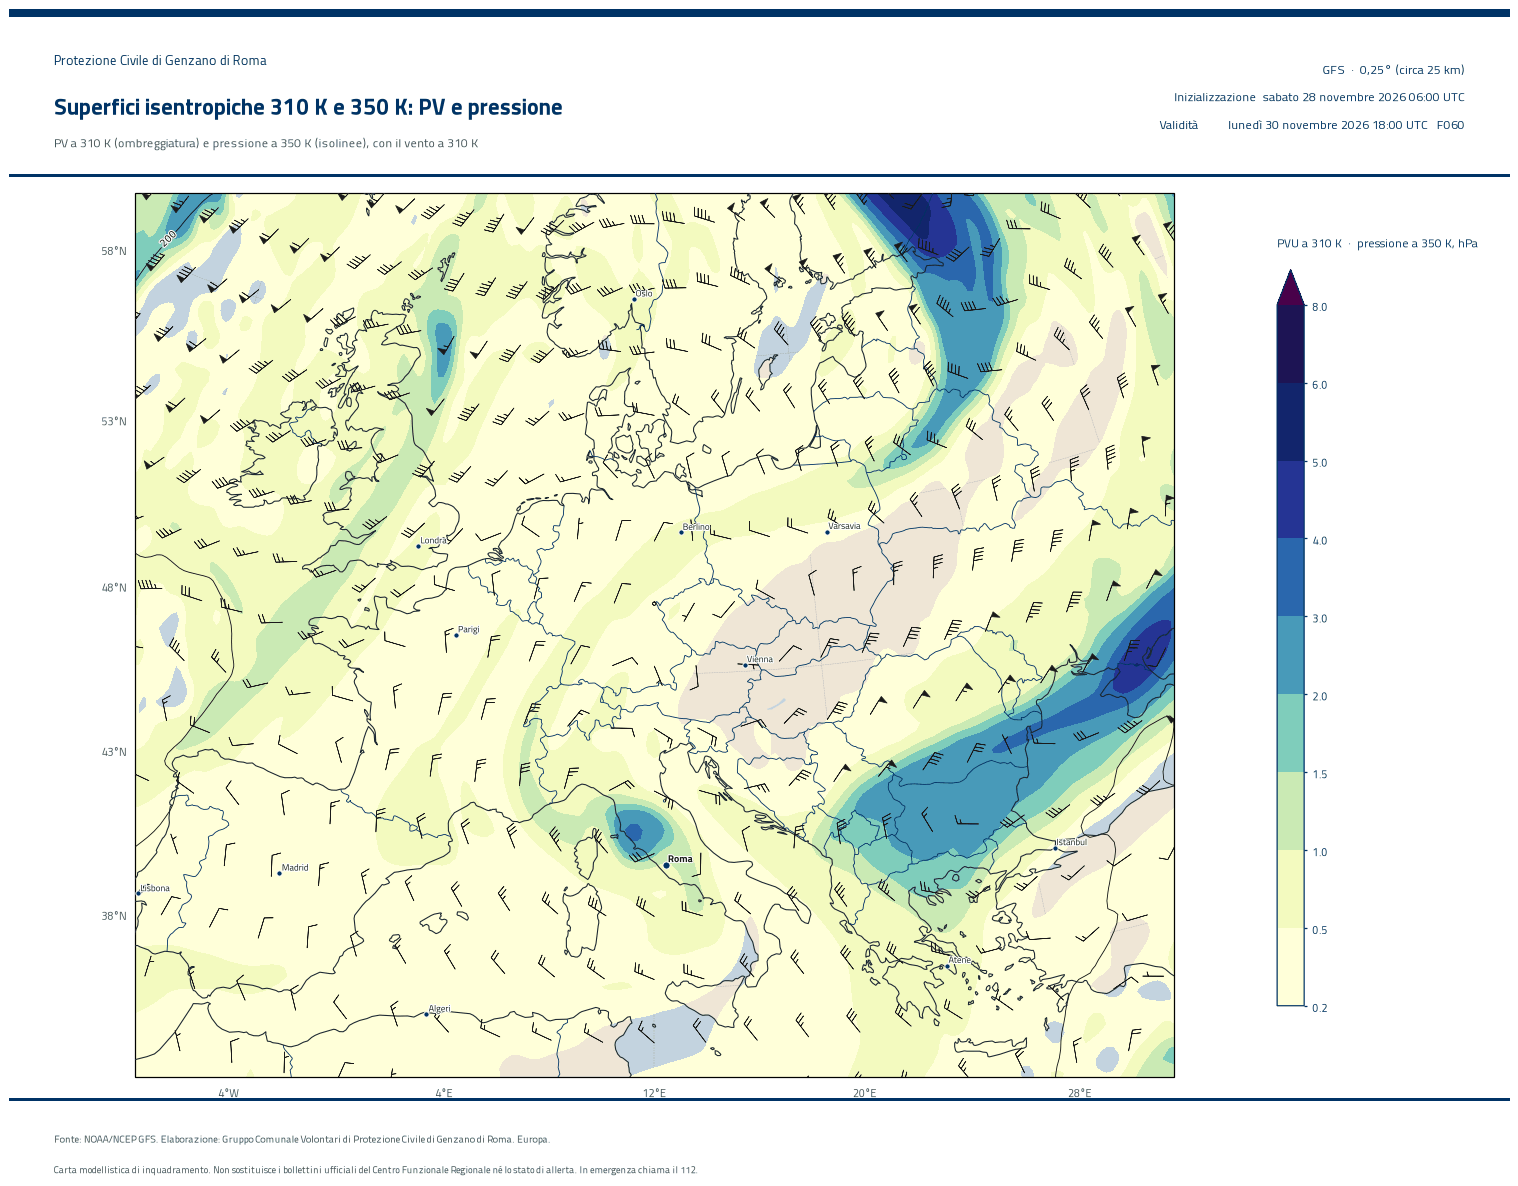 Protezione Civile di Genzano di Roma
Superfici isentropiche 310 K e 350 K: PV e pressione
PV a 310 K (ombreggiatura) e pressione a 350 K (isolinee), con il vento a 310 K
GFS · 0,25° (circa 25 km)
Inizializzazione sabato 28 novembre 2026 06:00 UTC
Validità lunedì 30 novembre 2026 18:00 UTC F060
PVU a 310 K · pressione a 350 K, hPa
8.0
6.0
5.0
4.0
3.0
2.0
1.5
1.0
0.5
0.2
58°N
53°N
48°N
43°N
38°N
4°W
4°E
12°E
20°E
28°E
200
Oslo
Berlino
Varsavia
Londra
Parigi
Vienna
Madrid
Lisbona
Roma
Istanbul
Atene
Algeri
Fonte: NOAA/NCEP GFS. Elaborazione: Gruppo Comunale Volontari di Protezione Civile di Genzano di Roma. Europa.
Carta modellistica di inquadramento. Non sostituisce i bollettini ufficiali del Centro Funzionale Regionale né lo stato di allerta. In emergenza chiama il 112.